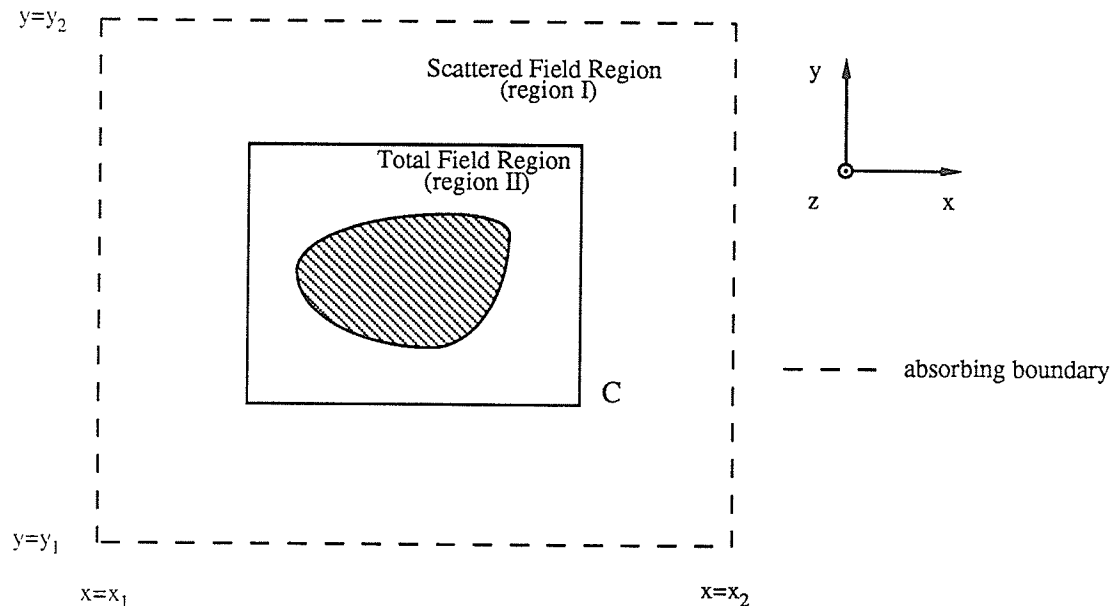 y=y2
Scattered Field Region
(region I)
y
Total Field Region
(region II)
z
x
absorbing boundary
C
y=y1
x=x1
x=x2